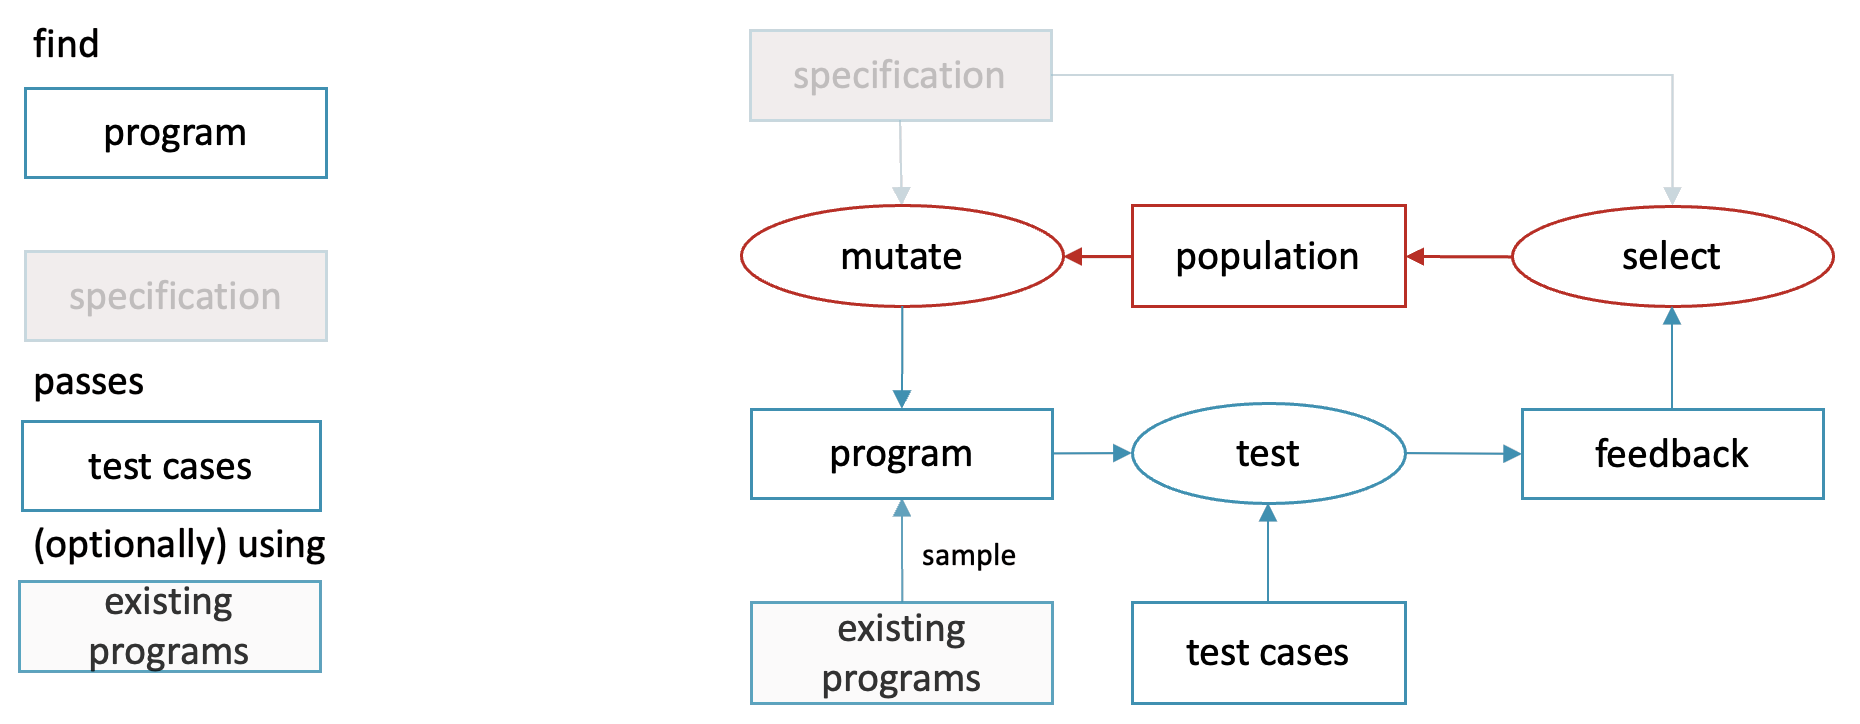 find
program
specification
passes
test cases
(optionally) using
existing
programs
specification
mutate
population
select
program
test
feedback
sample
existing
programs
test cases